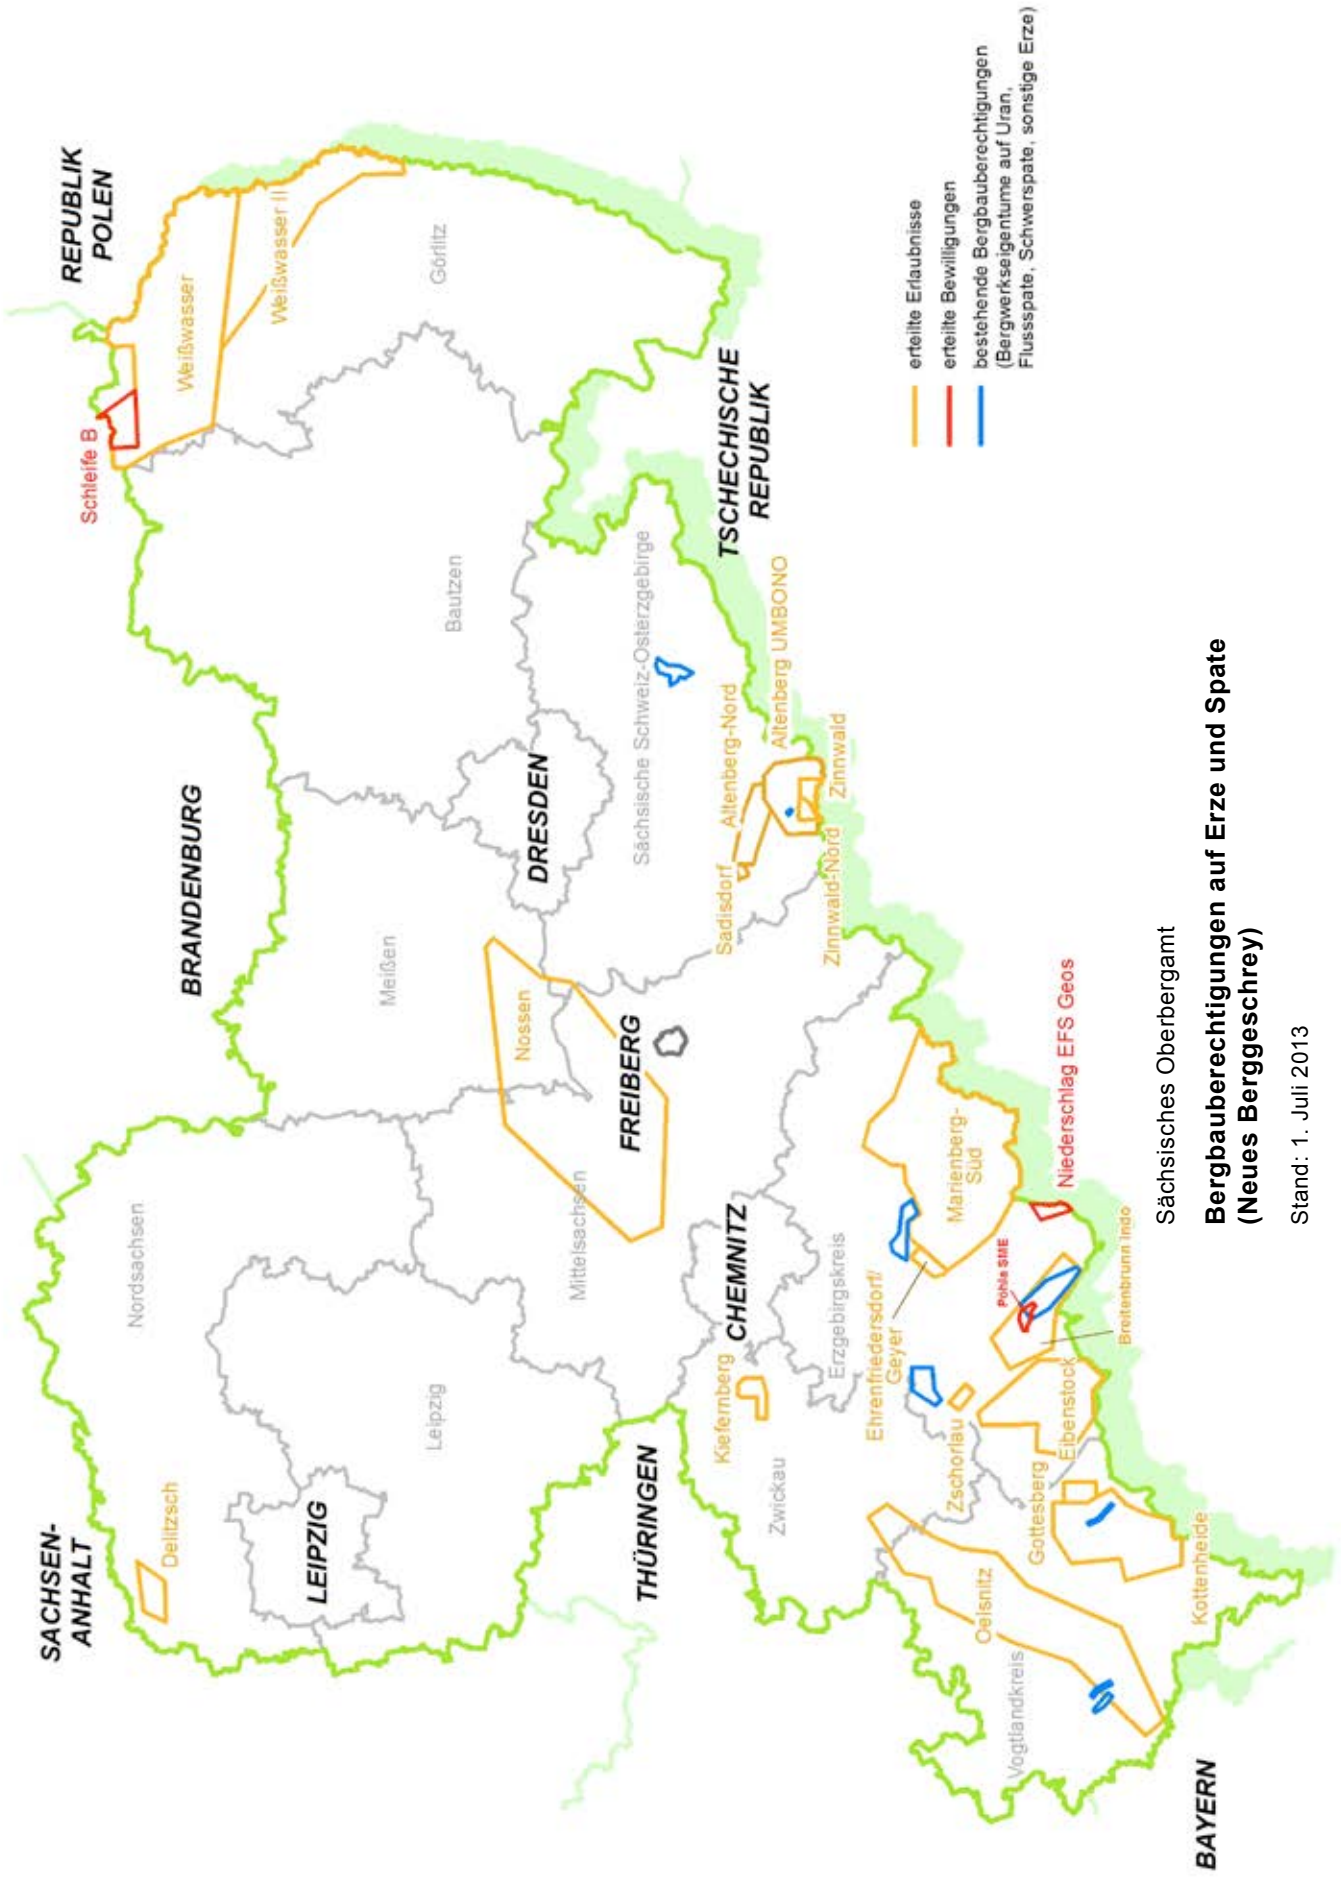 SACHSEN-
ANHALT
BRANDENBURG
REPUBLIK
POLEN
Delitzsch
Nordsachsen
Schleife B
Weißwasser
Weißwasser II
LEIPZIG
Leipzig
Meißen
Bautzen
Görlitz
Nossen
DRESDEN
THÜRINGEN
Mittelsachsen
FREIBERG
Sächsische Schweiz-Osterzgebirge
Kiefernberg
CHEMNITZ
Sadisdorf
Altenberg-Nord
Altenberg UMBONO
TSCHECHISCHE
REPUBLIK
Zwickau
Erzgebirgskreis
Zinnwald-Nord
Zinnwald
Ehrenfriedersdorf/
Geyer
Marienberg-
Süd
Zschorlau
Oelsnitz
Pöhla SME
Gottesberg
Eibenstock
Niederschlag EFS Geos
Vogtlandkreis
Breitenbrunn Indo
Kottenheide
BAYERN
erteilte Erlaubnisse
erteilte Bewilligungen
bestehende Bergbauberechtigungen
(Bergwerkseigentume auf Uran,
Flussspate, Schwerspate, sonstige Erze)
Sächsisches Oberbergamt
Bergbauberechtigungen auf Erze und Spate
(Neues Berggeschrey)
Stand: 1. Juli 2013